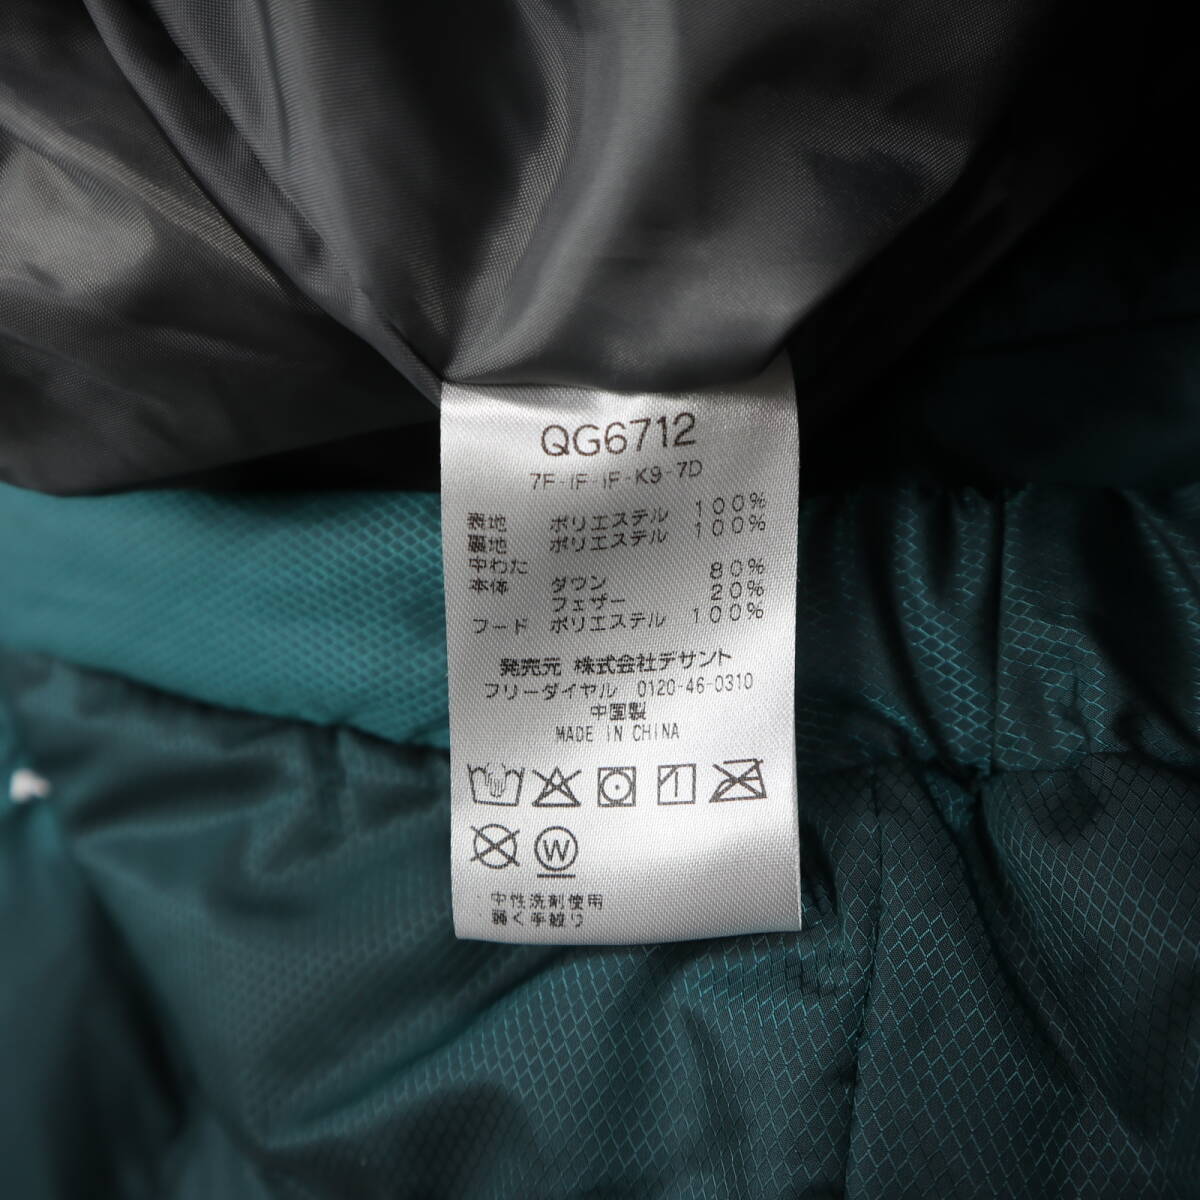 QG6712
7F-IF-IF-K9-7D
表地 ポリエステル 100%
裏地 ポリエステル 100%
中わた
本体 ダウン 80%
フェザー 20%
フード ポリエステル 100%
発売元 株式会社デサント
フリーダイヤル 0120-46-0310
中国製
MADE IN CHINA
W
・中性洗剤使用
弱く手絞り